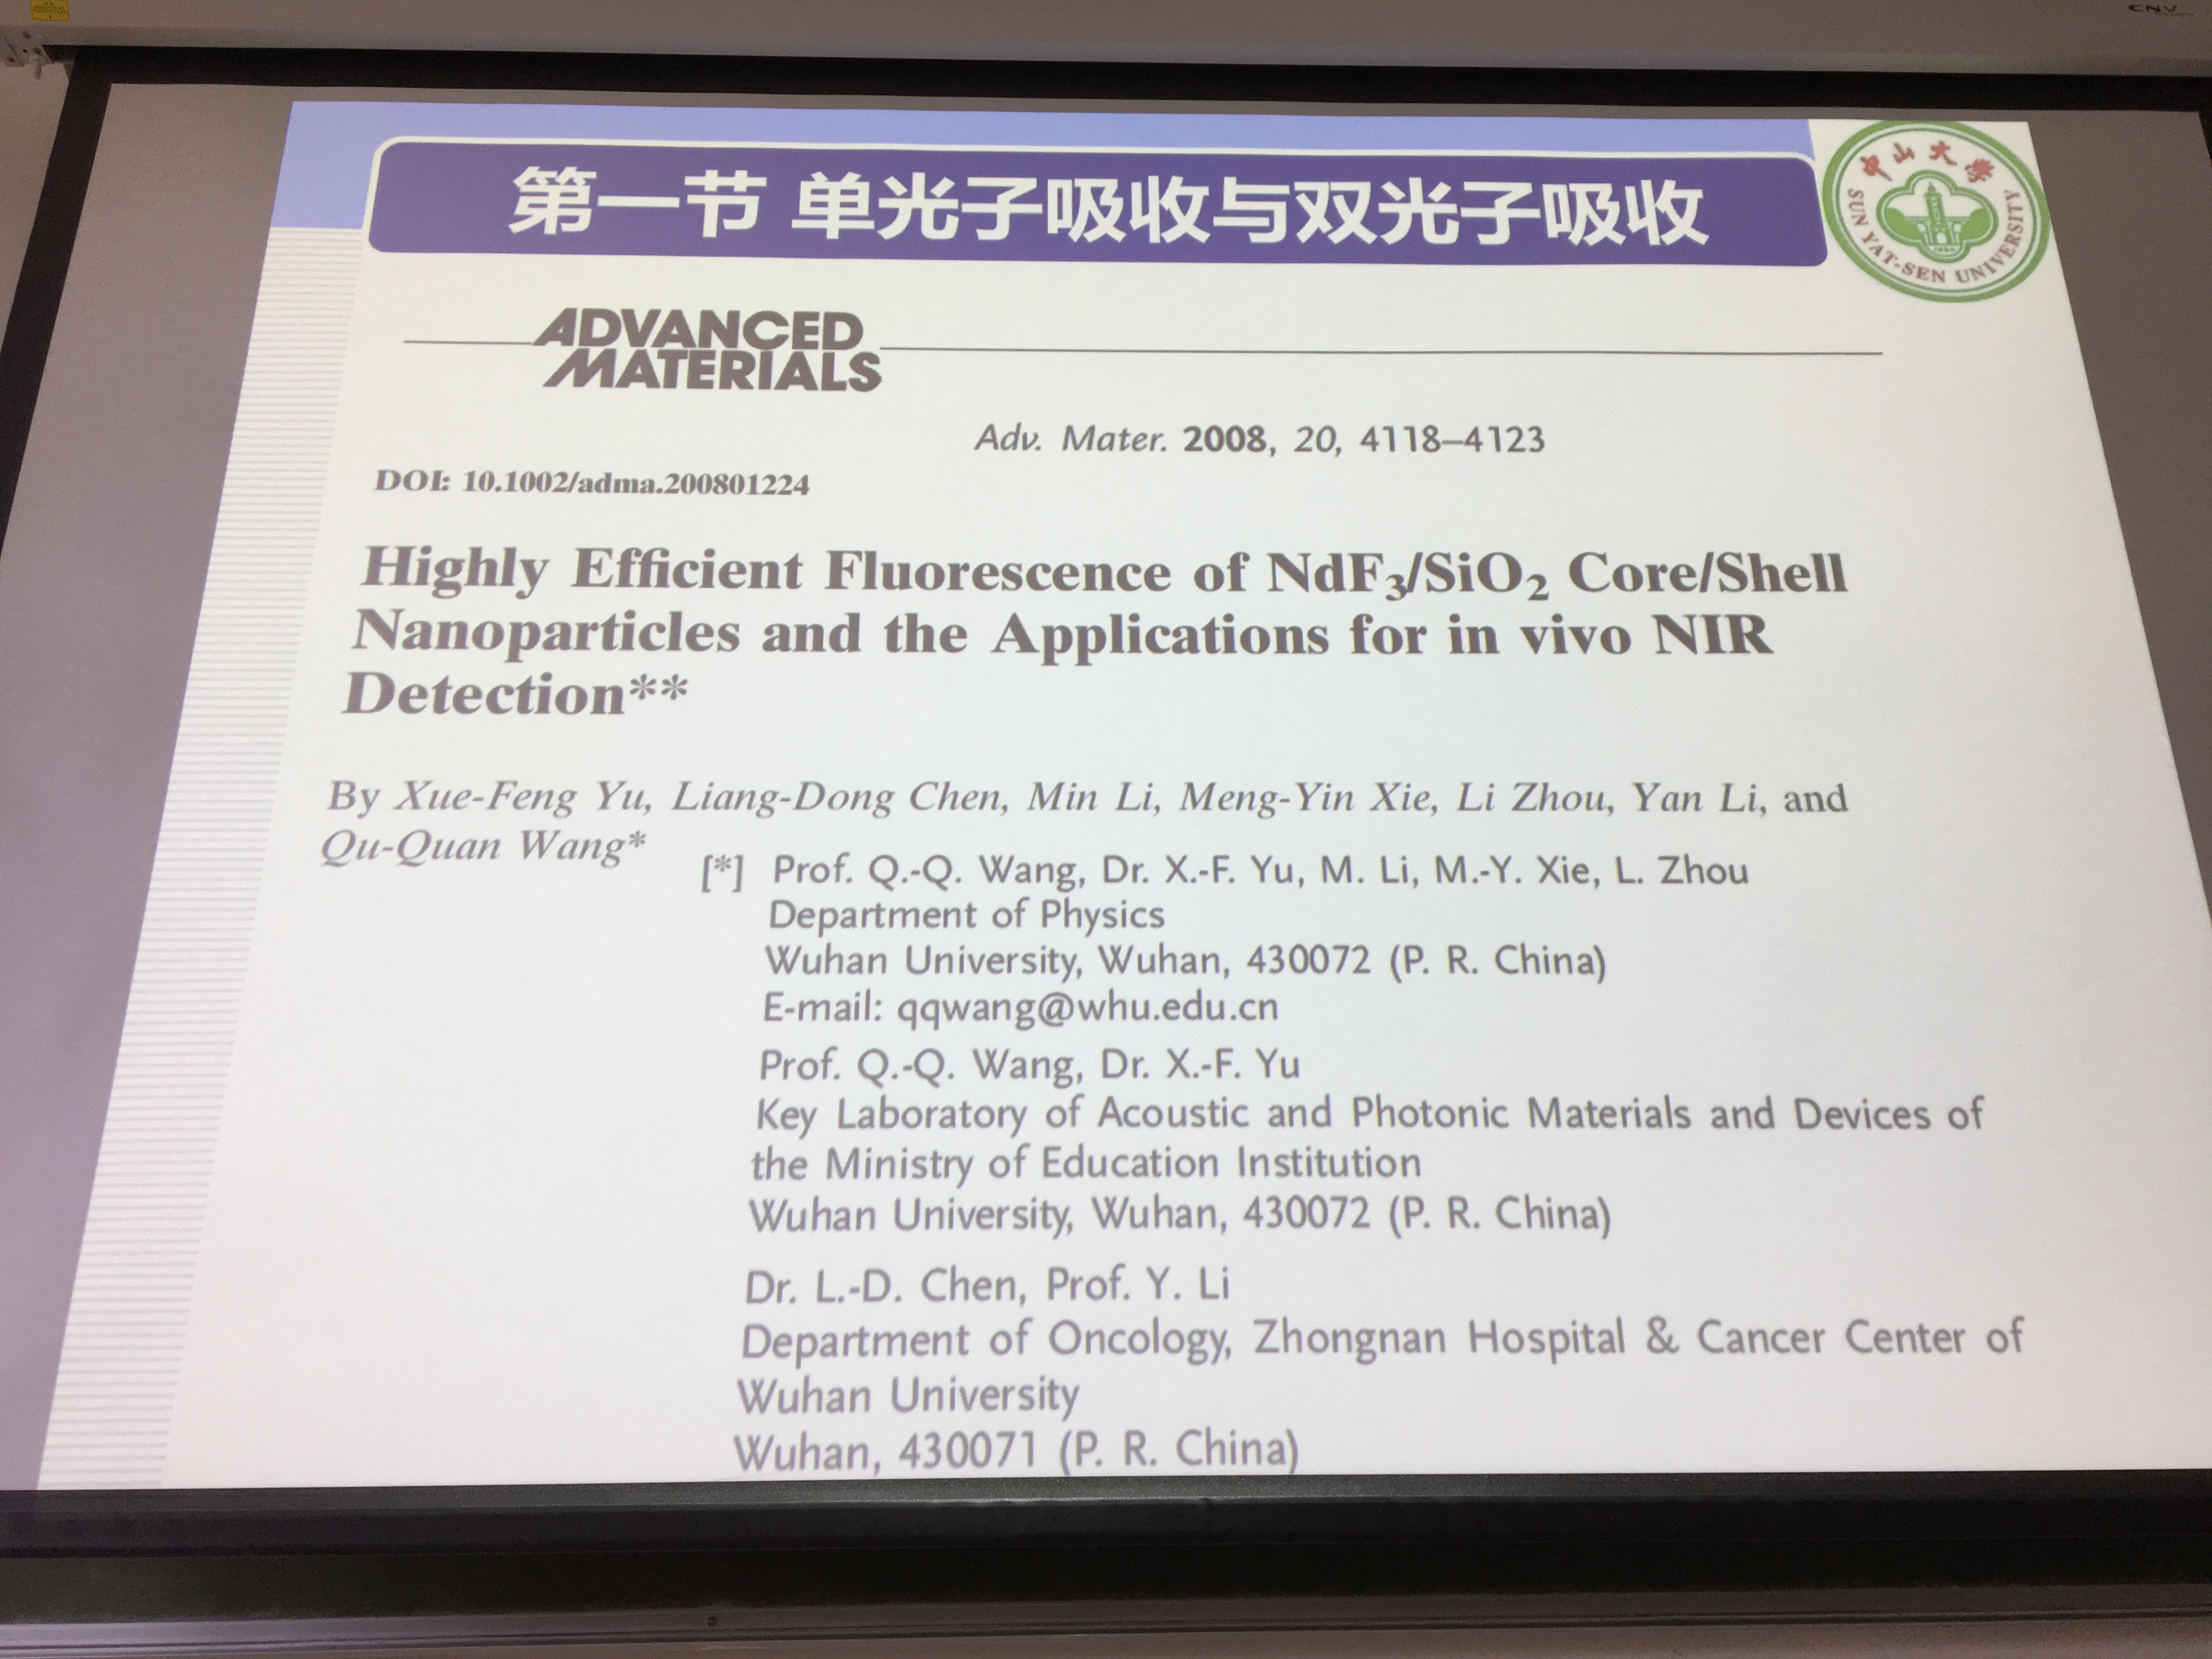 CNV
第一节 单光子吸收与双光子吸收
中山大学
SUN YAT-SEN UNIVERSITY
ADVANCED
MATERIALS
Adv. Mater. 2008, 20, 4118–4123
DOI: 10.1002/adma.200801224
Highly Efficient Fluorescence of NdF₃/SiO₂ Core/Shell
Nanoparticles and the Applications for in vivo NIR
Detection**
By Xue-Feng Yu, Liang-Dong Chen, Min Li, Meng-Yin Xie, Li Zhou, Yan Li, and
Qu-Quan Wang*
[*] Prof. Q.-Q. Wang, Dr. X.-F. Yu, M. Li, M.-Y. Xie, L. Zhou
Department of Physics
Wuhan University, Wuhan, 430072 (P. R. China)
E-mail: qqwang@whu.edu.cn
Prof. Q.-Q. Wang, Dr. X.-F. Yu
Key Laboratory of Acoustic and Photonic Materials and Devices of
the Ministry of Education Institution
Wuhan University, Wuhan, 430072 (P. R. China)
Dr. L.-D. Chen, Prof. Y. Li
Department of Oncology, Zhongnan Hospital & Cancer Center of
Wuhan University
Wuhan, 430071 (P. R. China)